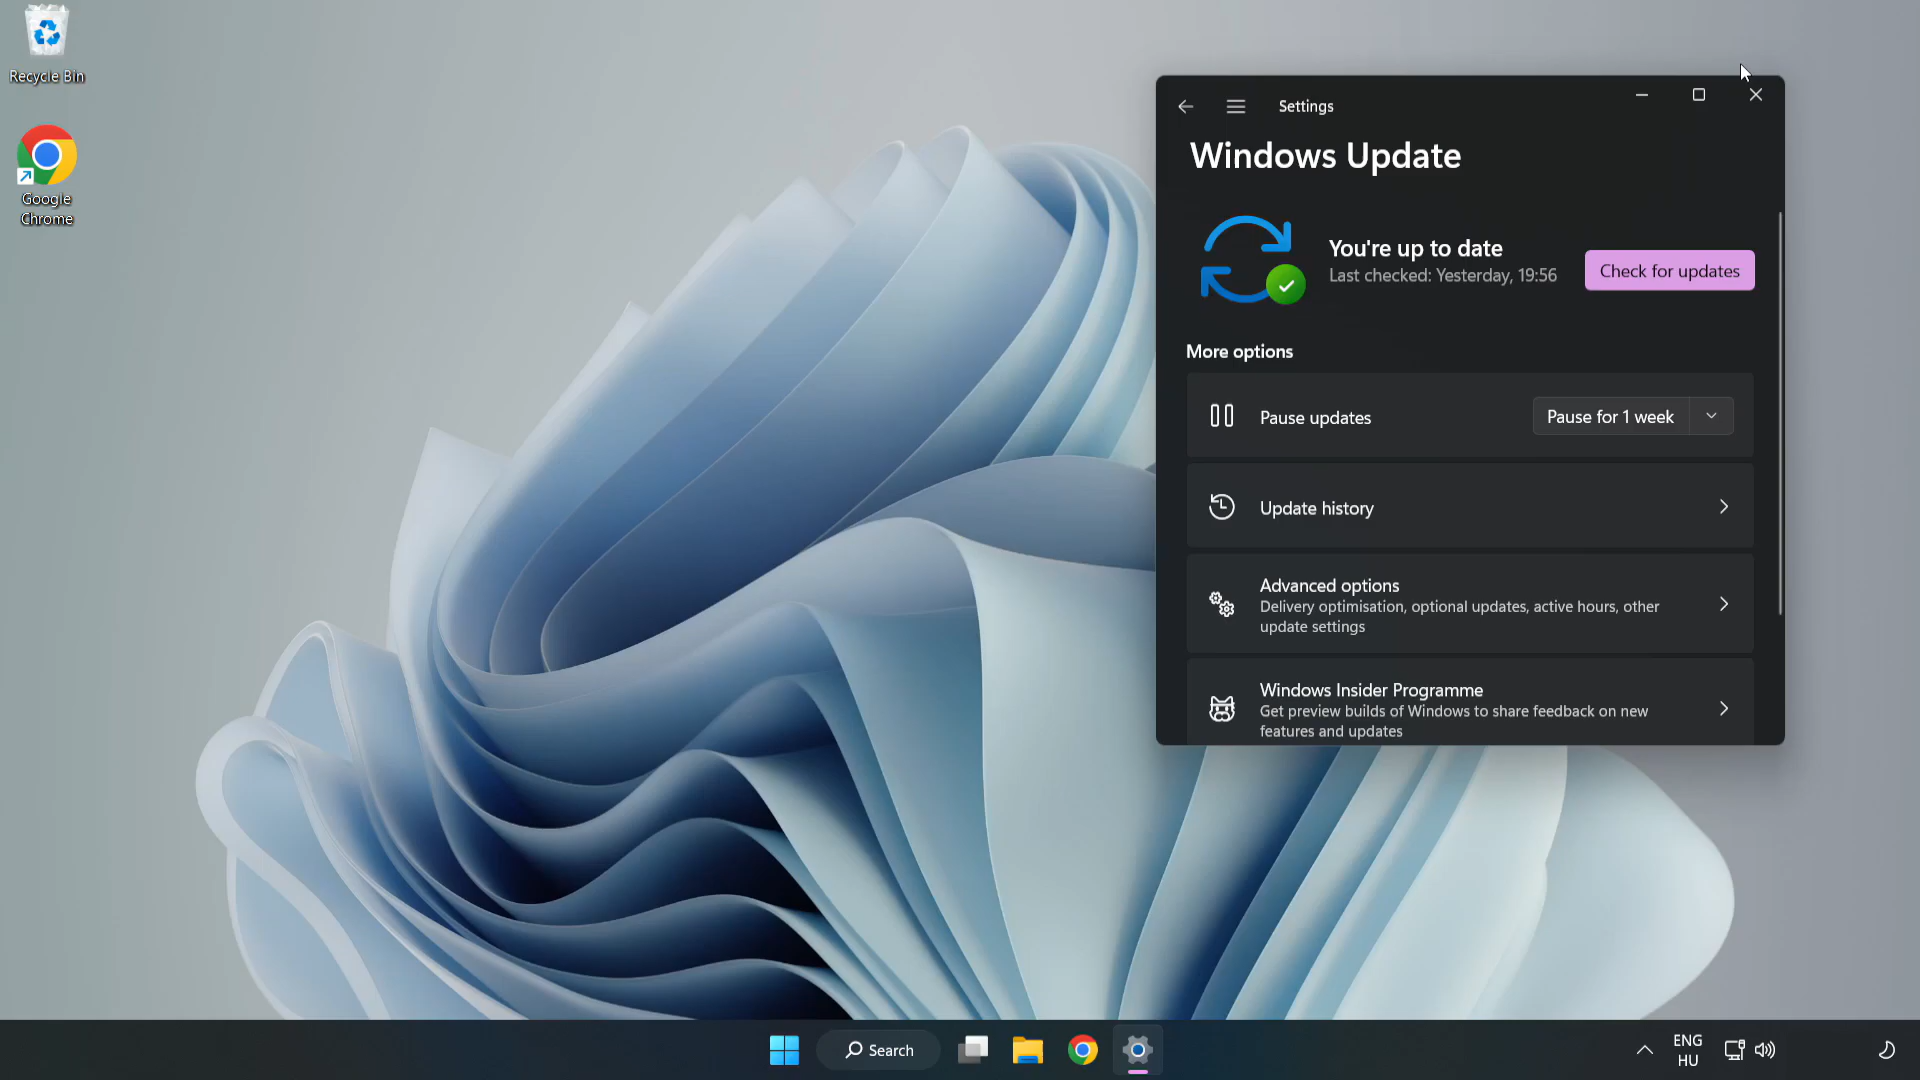 Recycle Bin
Google
Chrome
Settings
Windows Update
You're up to date
Last checked: Yesterday, 19:56
Check for updates
More options
Pause updates
Pause for 1 week
Update history
Advanced options
Delivery optimisation, optional updates, active hours, other
update settings
Windows Insider Programme
Get preview builds of Windows to share feedback on new
features and updates
Search
ENG
HU